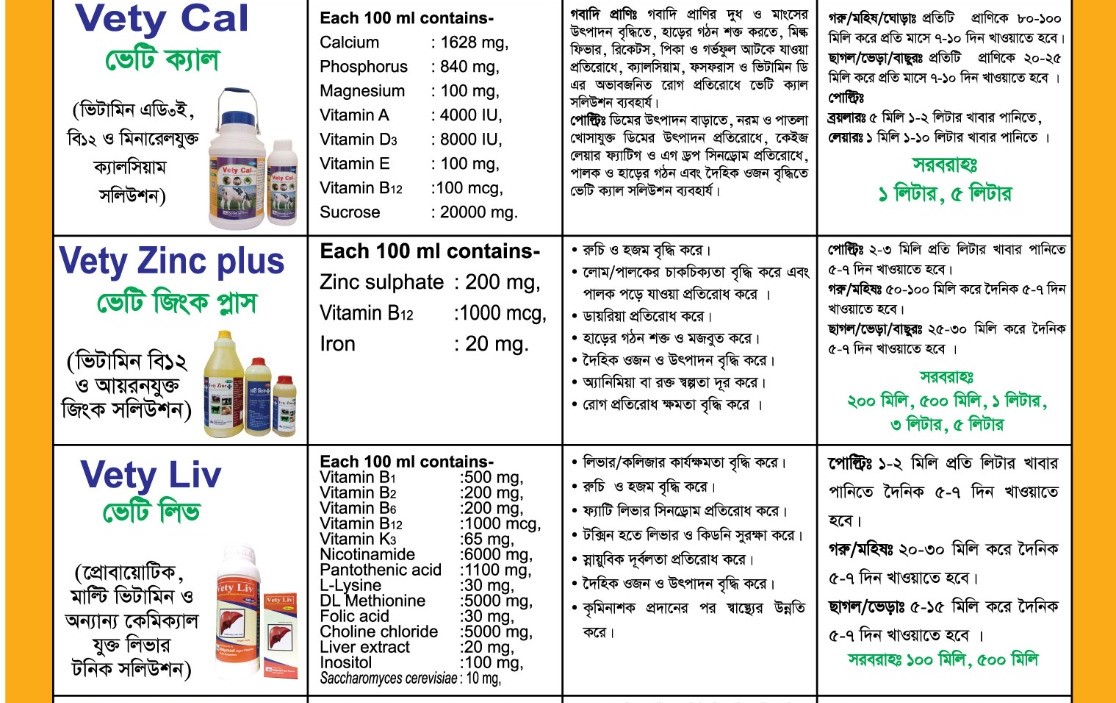 Vety Cal
ভেটি ক্যাল
(ভিটামিন এডি৩ই,
বি১২ ও মিনারেলযুক্ত
ক্যালসিয়াম
সলিউশন)
Vety Cal
Vety Cal
Each 100 ml contains-
Calcium : 1628 mg,
Phosphorus : 840 mg,
Magnesium : 100 mg,
Vitamin A : 4000 IU,
Vitamin D3 : 8000 IU,
Vitamin E : 100 mg,
Vitamin B12 :100 mcg,
Sucrose : 20000 mg.
গবাদি প্রাণিঃ গবাদি প্রাণির দুধ ও মাংসের
উৎপাদন বৃদ্ধিতে, হাড়ের গঠন শক্ত করতে, মিল্ক
ফিভার, রিকেটস, পিকা ও গর্ভফুল আটকে যাওয়া
প্রতিরোধে, ক্যালসিয়াম, ফসফরাস ও ভিটামিন ডি
এর অভাবজনিত রোগ প্রতিরোধে ভেটি ক্যাল
সলিউশন ব্যবহার্য।
পোল্ট্রিঃ ডিমের উৎপাদন বাড়াতে, নরম ও পাতলা
খোসাযুক্ত ডিমের উৎপাদন প্রতিরোধে, কেইজ
লেয়ার ফ্যাটিগ ও এগ ড্রপ সিনড্রোম প্রতিরোধে,
পালক ও হাড়ের গঠন এবং দৈহিক ওজন বৃদ্ধিতে
ভেটি ক্যাল সলিউশন ব্যবহার্য।
গরু/মহিষ/ঘোড়াঃ প্রতিটি প্রাণিকে ৮০-১০০
মিলি করে প্রতি মাসে ৭-১০ দিন খাওয়াতে হবে।
ছাগল/ভেড়া/বাছুরঃ প্রতিটি প্রাণিকে ২০-২৫
মিলি করে প্রতি মাসে ৭-১০ দিন খাওয়াতে হবে ।
পোল্ট্রিঃ
ব্রয়লারঃ ৫ মিলি ১-২ লিটার খাবার পানিতে,
লেয়ারঃ ১ মিলি ১-১০ লিটার খাবার পানিতে ।
সরবরাহঃ
১ লিটার, ৫ লিটার
Vety Zinc plus
ভেটি জিংক প্লাস
(ভিটামিন বি১২
ও আয়রনযুক্ত
জিংক সলিউশন)
Each 100 ml contains-
Zinc sulphate : 200 mg,
Vitamin B12 :1000 mcg,
Iron : 20 mg.
• রুচি ও হজম বৃদ্ধি করে।
• লোম/পালকের চাকচিক্যতা বৃদ্ধি করে এবং
পালক পড়ে যাওয়া প্রতিরোধ করে ।
• ডায়রিয়া প্রতিরোধ করে।
• হাড়ের গঠন শক্ত ও মজবুত করে।
• দৈহিক ওজন ও উৎপাদন বৃদ্ধি করে।
• অ্যানিমিয়া বা রক্ত স্বল্পতা দূর করে।
• রোগ প্রতিরোধ ক্ষমতা বৃদ্ধি করে ।
পোল্ট্রিঃ ২-৩ মিলি প্রতি লিটার খাবার পানিতে
৫-৭ দিন খাওয়াতে হবে।
গরু/মহিষঃ ৫০-১০০ মিলি করে দৈনিক ৫-৭ দিন
খাওয়াতে হবে।
ছাগল/ভেড়া/বাছুরঃ ২৫-৩০ মিলি করে দৈনিক
৫-৭ দিন খাওয়াতে হবে ।
সরবরাহঃ
২০০ মিলি, ৫০০ মিলি, ১ লিটার,
৩ লিটার, ৫ লিটার
Vety Liv
ভেটি লিভ
(প্রোবায়োটিক,
মাল্টি ভিটামিন ও
অন্যান্য কেমিক্যাল
যুক্ত লিভার
টনিক সলিউশন)
Vety Liv
Vety Liv
Each 100 ml contains-
Vitamin B1 :500 mg,
Vitamin B2 :200 mg,
Vitamin B6 :200 mg,
Vitamin B12 :1000 mcg,
Vitamin K3 :65 mg,
Nicotinamide :6000 mg,
Pantothenic acid :1100 mg,
L-Lysine :30 mg,
DL Methionine :5000 mg,
Folic acid :30 mg,
Choline chloride :5000 mg,
Liver extract :20 mg,
Inositol :100 mg,
Saccharomyces cerevisiae : 10 mg,
• লিভার/কলিজার কার্যক্ষমতা বৃদ্ধি করে।
• রুচি ও হজম বৃদ্ধি করে।
• ফ্যাটি লিভার সিনড্রোম প্রতিরোধ করে।
• টক্সিন হতে লিভার ও কিডনি সুরক্ষা করে।
• স্নায়ুবিক দূর্বলতা প্রতিরোধ করে।
• দৈহিক ওজন ও উৎপাদন বৃদ্ধি করে।
• কৃমিনাশক প্রদানের পর স্বাস্থ্যের উন্নতি
করে।
পোল্ট্রিঃ ১-২ মিলি প্রতি লিটার খাবার
পানিতে দৈনিক ৫-৭ দিন খাওয়াতে
হবে।
গরু/মহিষঃ ২০-৩০ মিলি করে দৈনিক
৫-৭ দিন খাওয়াতে হবে।
ছাগল/ভেড়াঃ ৫-১৫ মিলি করে দৈনিক
৫-৭ দিন খাওয়াতে হবে ।
সরবরাহঃ ১০০ মিলি, ৫০০ মিলি